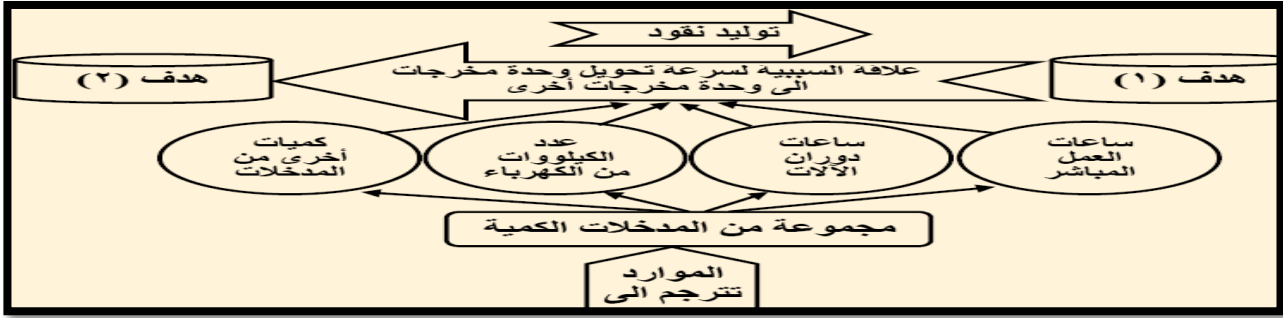 توليد نقود
هدف (١)
علاقة السببية لسرعة تحويل وحدة مخرجات
الى وحدة مخرجات أخرى
هدف (٢)
ساعات
العمل
المباشر
ساعات
دوران
الآلات
عدد
الكيلووات
من الكهرباء
كميات
أخرى من
المدخلات
مجموعة من المدخلات الكمية
الموارد
تترجم الى